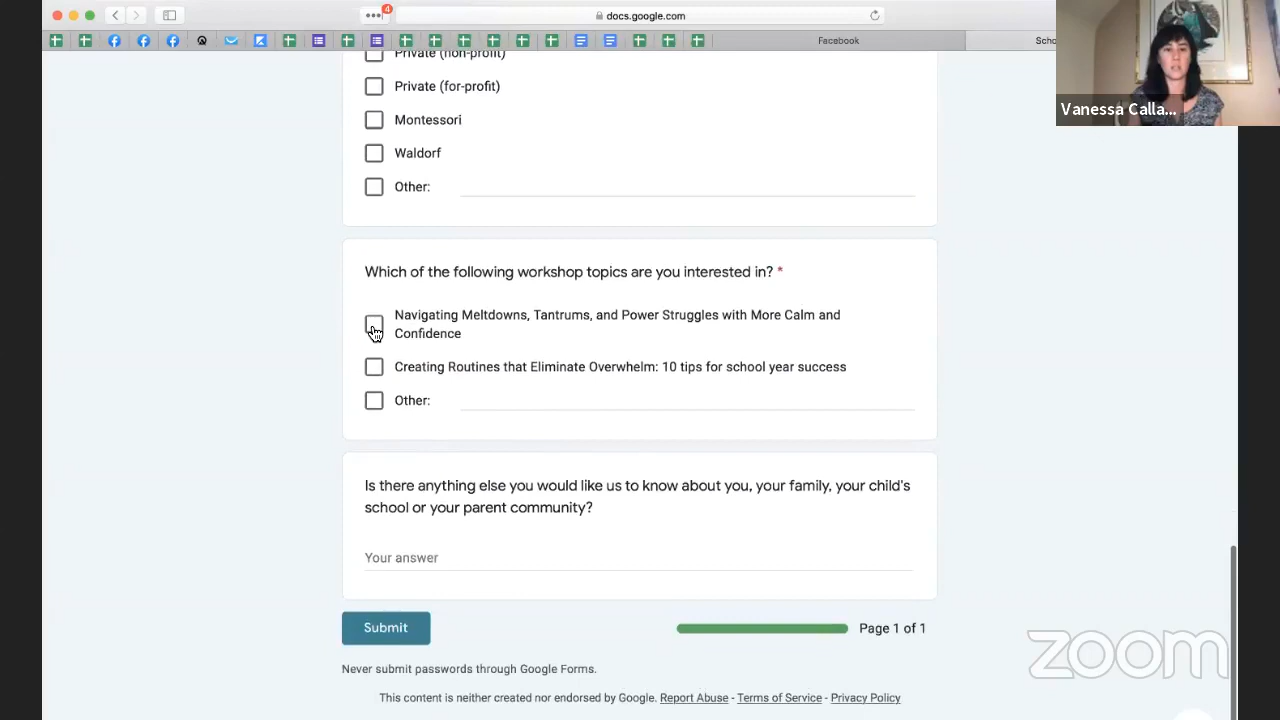 4
docs.google.com
Facebook
Scho
Vanessa Calla...
Private (non-profit)
Private (for-profit)
Montessori
Waldorf
Other:
Which of the following workshop topics are you interested in? *
Navigating Meltdowns, Tantrums, and Power Struggles with More Calm and
Confidence
Creating Routines that Eliminate Overwhelm: 10 tips for school year success
Other:
Is there anything else you would like us to know about you, your family, your child's
school or your parent community?
Your answer
Submit
Page 1 of 1
Never submit passwords through Google Forms.
This content is neither created nor endorsed by Google. Report Abuse - Terms of Service - Privacy Policy
zoom